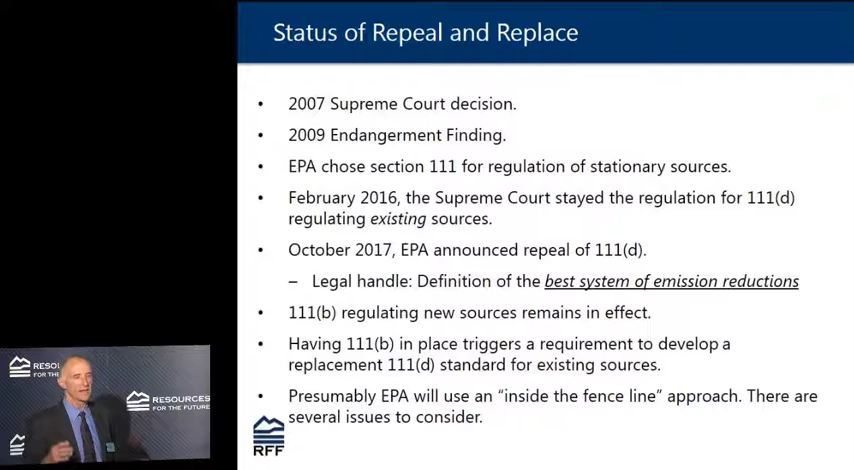 Status of Repeal and Replace
• 2007 Supreme Court decision.
• 2009 Endangerment Finding.
• EPA chose section 111 for regulation of stationary sources.
• February 2016, the Supreme Court stayed the regulation for 111(d)
regulating existing sources.
• October 2017, EPA announced repeal of 111(d).
– Legal handle: Definition of the best system of emission reductions
• 111(b) regulating new sources remains in effect.
• Having 111(b) in place triggers a requirement to develop a
replacement 111(d) standard for existing sources.
• Presumably EPA will use an “inside the fence line” approach. There are
several issues to consider.
RFF
RESO
FOR THE
RESOURCES
FOR THE FUTURE